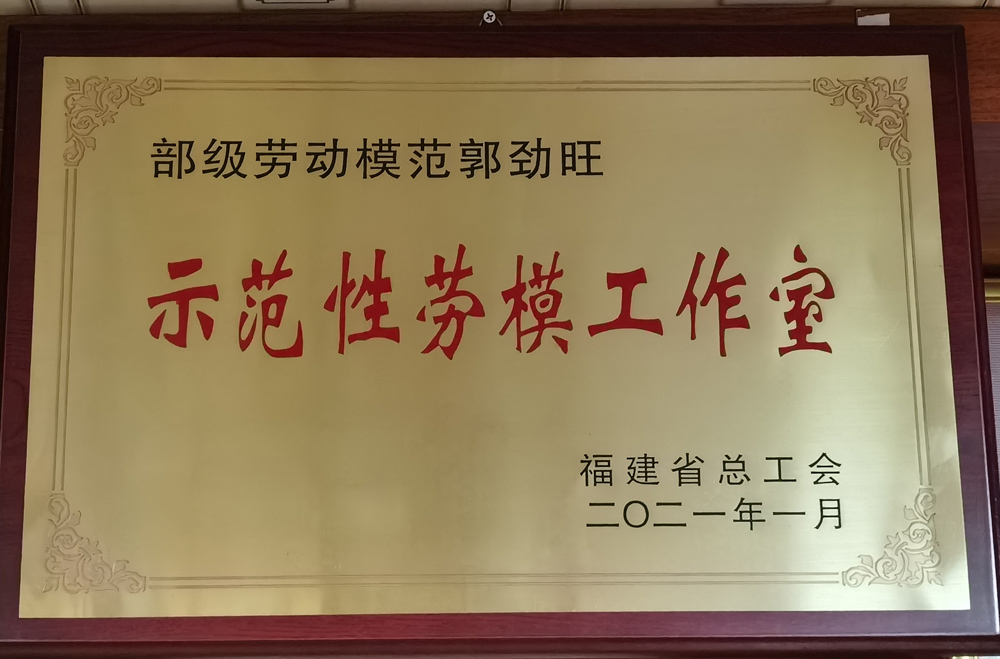 部级劳动模范郭劲旺
示范性劳模工作室
福建省总工会
二〇二一年一月